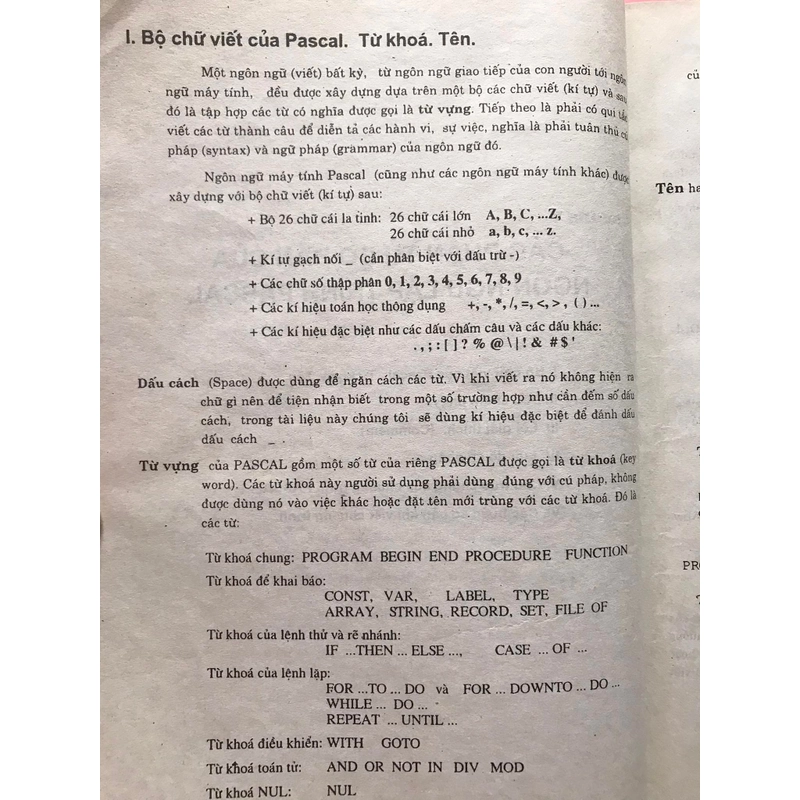 I. Bộ chữ viết của Pascal. Từ khoá. Tên.
Một ngôn ngữ (viết) bất kỳ, từ ngôn ngữ giao tiếp của con người tới ngôn
ngữ máy tính, đều được xây dựng dựa trên một bộ các chữ viết (kí tự) và sau
đó là tập hợp các từ có nghĩa được gọi là từ vựng. Tiếp theo là phải có qui tắc
viết các từ thành câu để diễn tả các hành vi, sự việc, nghĩa là phải tuân thủ cú
pháp (syntax) và ngữ pháp (grammar) của ngôn ngữ đó.
Ngôn ngữ máy tính Pascal (cũng như các ngôn ngữ máy tính khác) được
xây dựng với bộ chữ viết (kí tự) sau:
+ Bộ 26 chữ cái la tinh: 26 chữ cái lớn A, B, C, ...Z,
26 chữ cái nhỏ a, b, c, ... z.
+ Kí tự gạch nối _ (cần phân biệt với dấu trừ -)
+ Các chữ số thập phân 0, 1, 2, 3, 4, 5, 6, 7, 8, 9
+ Các kí hiệu toán học thông dụng +, -, *, /, =, <, > , ( ) ...
+ Các kí hiệu đặc biệt như các dấu chấm câu và các dấu khác:
. , ; : [ ] ? % @ \ | ! & # $ '
Dấu cách (Space) được dùng để ngăn cách các từ. Vì khi viết ra nó không hiện ra
chữ gì nên để tiện nhận biết trong một số trường hợp như cần đếm số dấu
cách, trong tài liệu này chúng tôi sẽ dùng kí hiệu đặc biệt để đánh dấu
dấu cách _ .
Từ vựng của PASCAL gồm một số từ của riêng PASCAL được gọi là từ khoá (key
word). Các từ khoá này người sử dụng phải dùng đúng với cú pháp, không
được dùng nó vào việc khác hoặc đặt tên mới trùng với các từ khoá. Đó là
các từ:
Từ khoá chung: PROGRAM BEGIN END PROCEDURE FUNCTION
Từ khoá để khai báo:
CONST, VAR, LABEL, TYPE
ARRAY, STRING, RECORD, SET, FILE OF
Từ khoá của lệnh thử và rẽ nhánh:
IF ...THEN ... ELSE ..., CASE ... OF ...
Từ khoá của lệnh lặp:
FOR ...TO ... DO và FOR ... DOWNTO ... DO ...
WHILE ... DO ...
REPEAT ... UNTIL ...
Từ khoá điều khiển: WITH GOTO
Từ khoá toán tử: AND OR NOT IN DIV MOD
Từ khoá NUL: NUL
củ
Tên ha
PRO